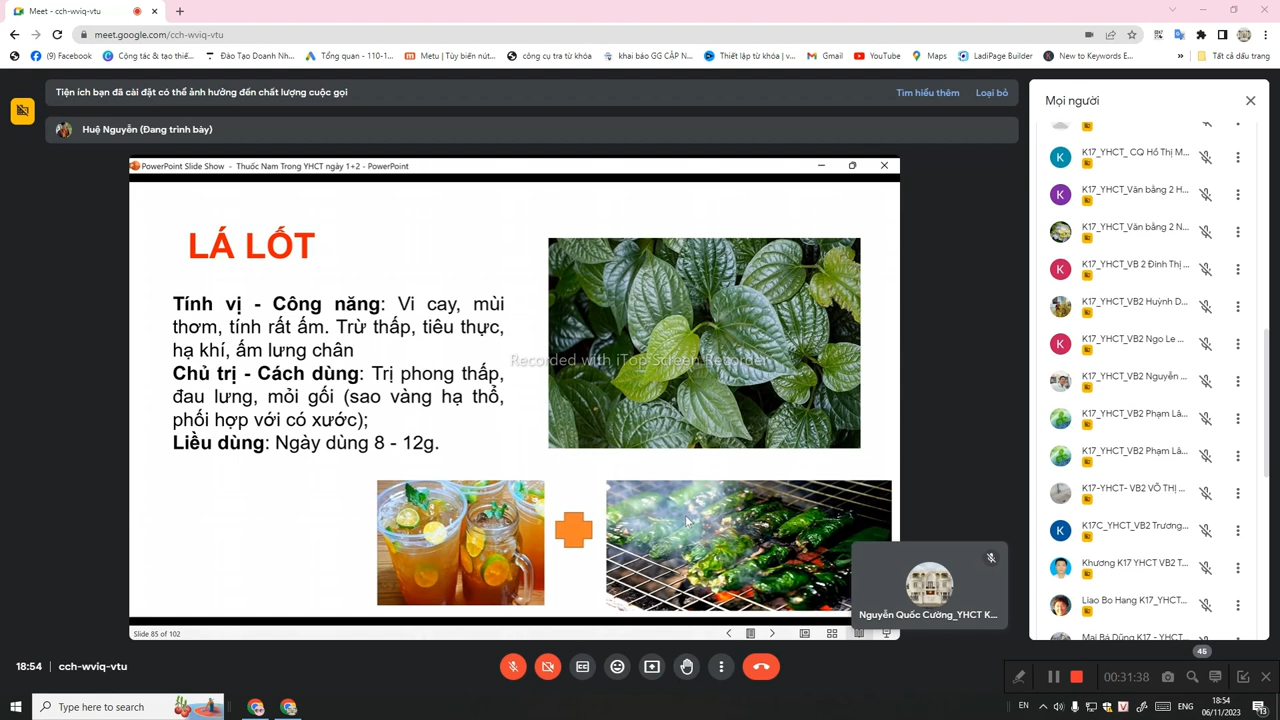 Meet - cch-wviq-vtu
meet.google.com/cch-wviq-vtu
(8) Facebook
Công tác & tạo thiế...
Đào Tạo Doanh Nh...
Tổng quan - 110-1...
Metu | Tùy biến nút...
công cụ tra từ khóa
khai báo GG CẬP N...
Thiết lập từ khóa | v...
Gmail
YouTube
Maps
LadiPage Builder
New to Keywords E...
»
Tất cả dấu trang
Tiện ích bạn đã cài đặt có thể ảnh hưởng đến chất lượng cuộc gọi
Tìm hiểu thêm
Loại bỏ
Mọi người
Huệ Nguyễn (Đang trình bày)
PowerPoint Slide Show - Thuốc Nam Trong YHCT ngày 1+2 - PowerPoint
LÁ LỐT
Tính vị - Công năng: Vi cay, mùi
thơm, tính rất ấm. Trừ thấp, tiêu thực,
hạ khí, ấm lưng chân
Chủ trị - Cách dùng: Trị phong thấp,
đau lưng, mỏi gối (sao vàng hạ thổ,
phối hợp với có xước);
Liều dùng: Ngày dùng 8 - 12g.
Recorded with iTop Screen Recorder
Nguyễn Quốc Cường_YHCT K...
Slide 85 of 102
K
K17_YHCT_ CQ Hồ Thị M...
K
K17_YHCT_Văn bằng 2 H...
K17_YHCT_Văn bằng 2 N...
K
K17_YHCT_VB 2 Đinh Thị ...
K17_YHCT_VB2 Huỳnh D...
K
K17_YHCT_VB2 Ngo Le ...
K17_YHCT_VB2 Nguyễn ...
K17_YHCT_VB2 Phạm Lâ...
K17_YHCT_VB2 Phạm Lâ...
K17-YHCT- VB2 VÕ THỊ ...
K
K17C_YHCT_VB2 Trương...
Khương K17 YHCT VB2 T...
Liao Bo Hang K17_YHCT...
Mai Bá Dũng K17 - YHCT...
18:54
cch-wviq-vtu
45
00:31:38
Type here to search
EN
V
ENG
18:54
06/11/2023
13